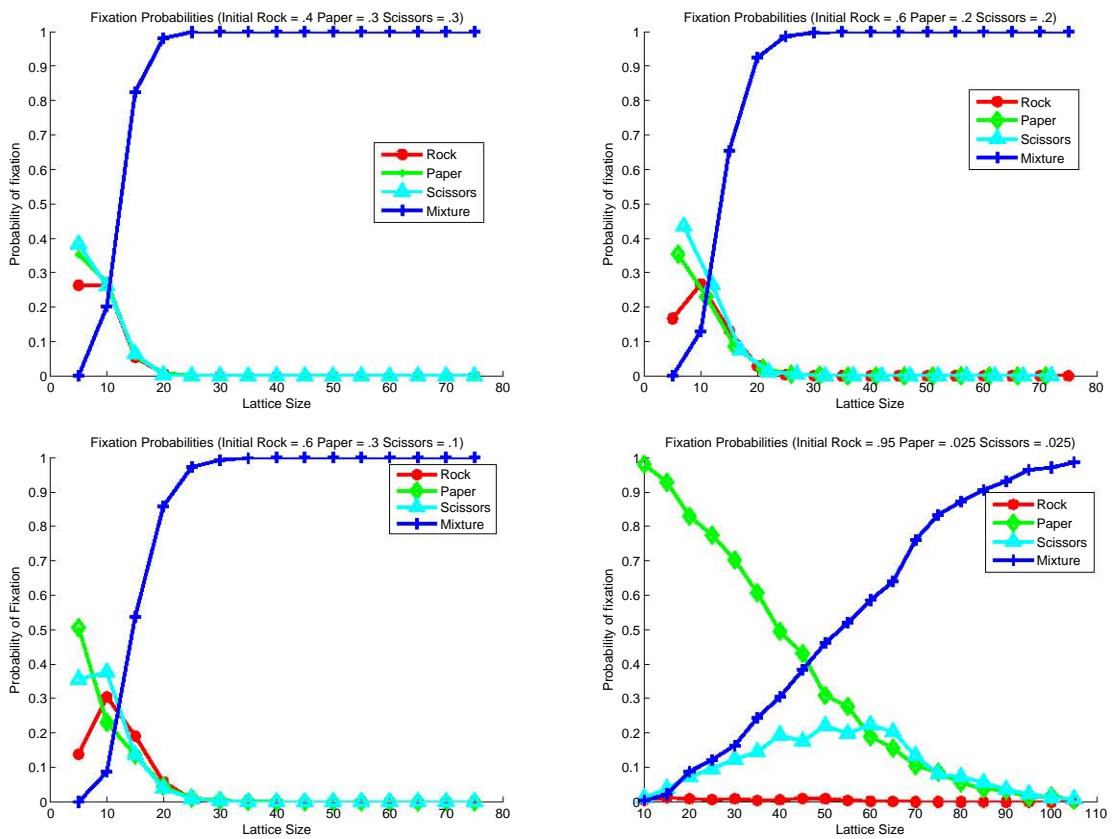 Fixation Probabilities (Initial Rock = .4 Paper = .3 Scissors = .3)
1
0.9
0.8
0.7
0.6
0.5
0.4
0.3
0.2
0.1
0
Probability of fixation
Rock
Paper
Scissors
Mixture
0 10 20 30 40 50 60 70 80
Lattice Size
Fixation Probabilities (Initial Rock = .6 Paper = .2 Scissors = .2)
1
0.9
0.8
0.7
0.6
0.5
0.4
0.3
0.2
0.1
0
Probability of fixation
Rock
Paper
Scissors
Mixture
0 10 20 30 40 50 60 70 80
Lattice Size
Fixation Probabilities (Initial Rock = .6 Paper = .3 Scissors = .1)
1
0.9
0.8
0.7
0.6
0.5
0.4
0.3
0.2
0.1
0
Probability of Fixation
Rock
Paper
Scissors
Mixture
0 10 20 30 40 50 60 70 80
Lattice Size
Fixation Probabilities (Initial Rock = .95 Paper = .025 Scissors = .025)
1
0.9
0.8
0.7
0.6
0.5
0.4
0.3
0.2
0.1
0
Probability of fixation
Rock
Paper
Scissors
Mixture
10 20 30 40 50 60 70 80 90 100 110
Lattice Size